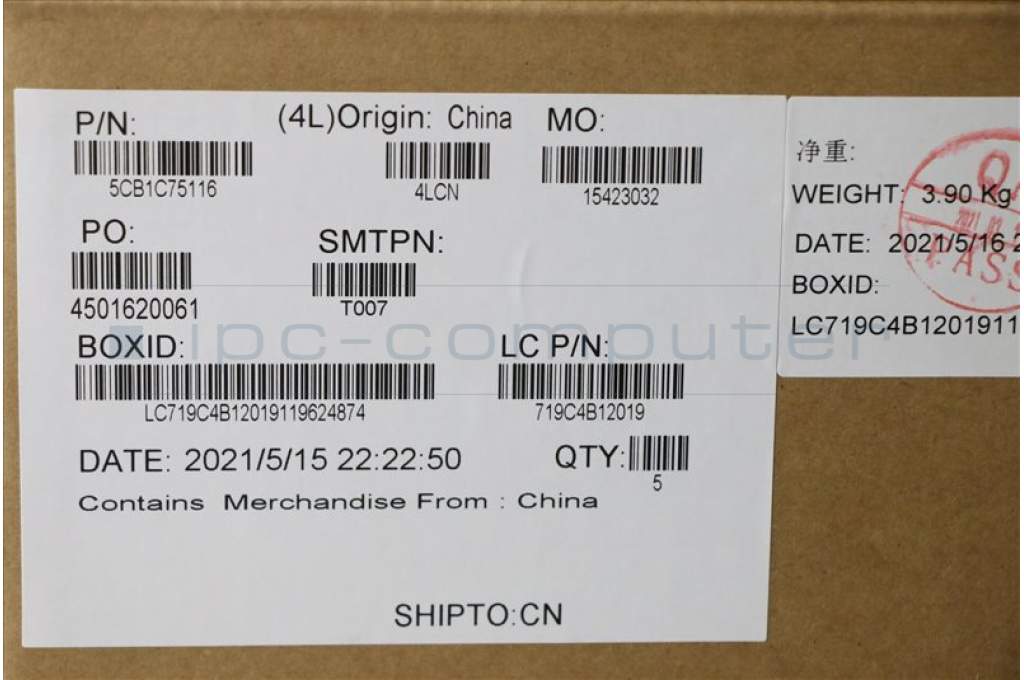 P/N: (4L)Origin: China MO:
5CB1C75116 4LCN 15423032
PO: SMTPN:
4501620061 T007
BOXID: LC P/N:
LC719C4B12019119624874 719C4B12019
DATE: 2021/5/15 22:22:50 QTY:
5
Contains Merchandise From : China
SHIPTO:CN
净重:
WEIGHT: 3.90 Kg
DATE: 2021/5/16 2
BOXID:
LC719C4B1201911
PASS
ipc-computer